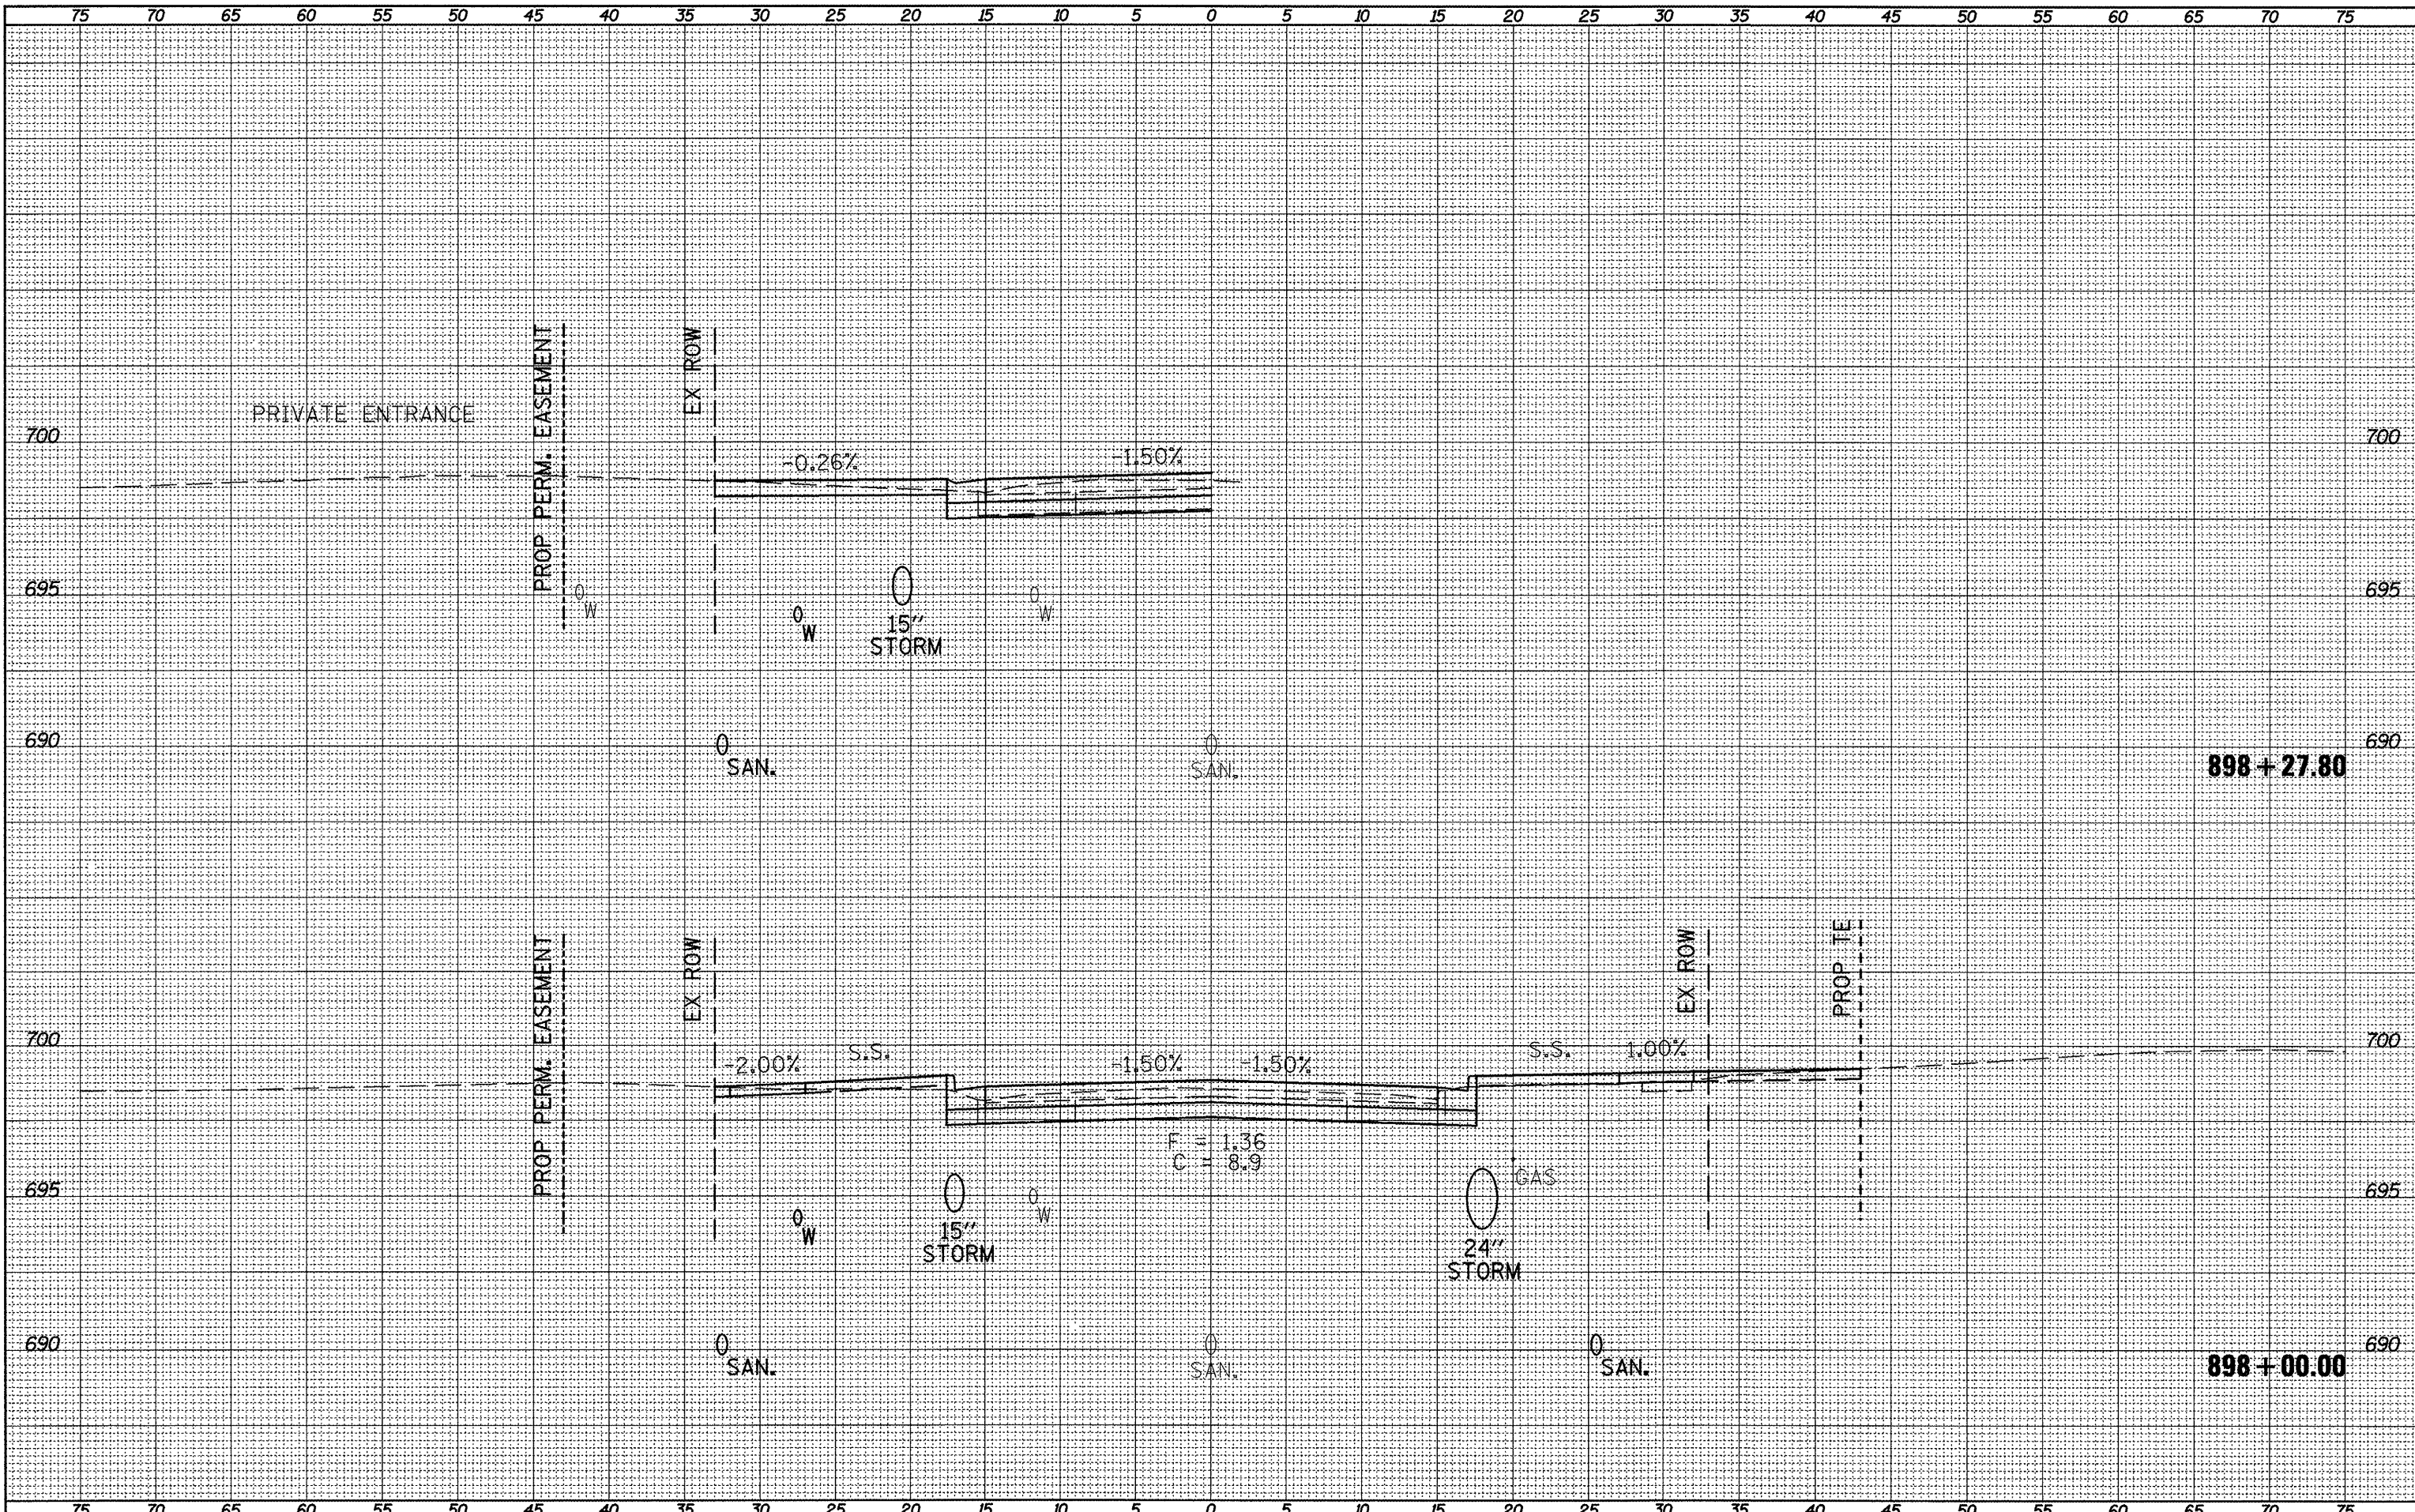 75 70 65 60 55 50 45 40 35 30 25 20 15 10 5 0 5 10 15 20 25 30 35 40 45 50 55 60 65 70 75
PROP PERM. EASEMENT
EX ROW
PRIVATE ENTRANCE
700
700
-0.26%
-1.50%
695
695
W
W
W
15"
STORM
690
690
SAN.
SAN.
898 + 27.80
PROP PERM. EASEMENT
EX ROW
EX ROW
PROP TE
700
700
-2.00%
S.S.
-1.50%
-1.50%
S.S.
1.00%
F = 1.36
C = 8.9
GAS
695
695
W
W
15"
STORM
24"
STORM
690
690
SAN.
SAN.
SAN.
898 + 00.00
75 70 65 60 55 50 45 40 35 30 25 20 15 10 5 0 5 10 15 20 25 30 35 40 45 50 55 60 65 70 75